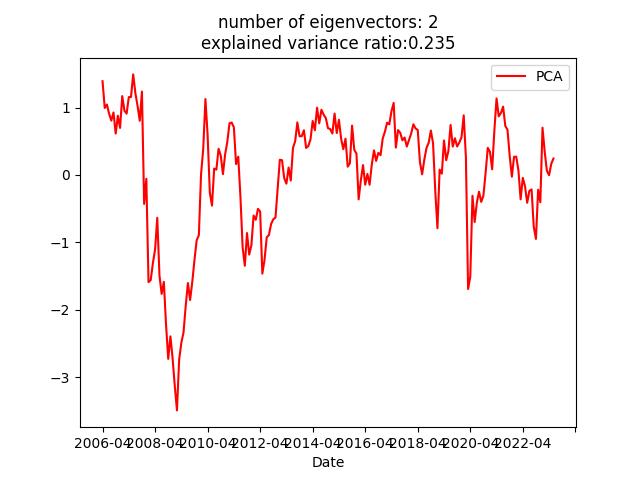 number of eigenvectors: 2
explained variance ratio:0.235
PCA
1
0
−1
−2
−3
2006-04 2008-04 2010-04 2012-04 2014-04 2016-04 2018-04 2020-04 2022-04
Date